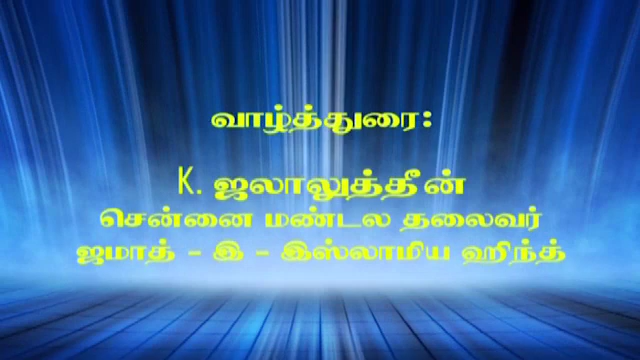 வாழ்த்துரை:
K. ஜலாலுத்தீன்
சென்னை மண்டல தலைவர்
ஜமாத் - இ - இஸ்லாமிய ஹிந்த்